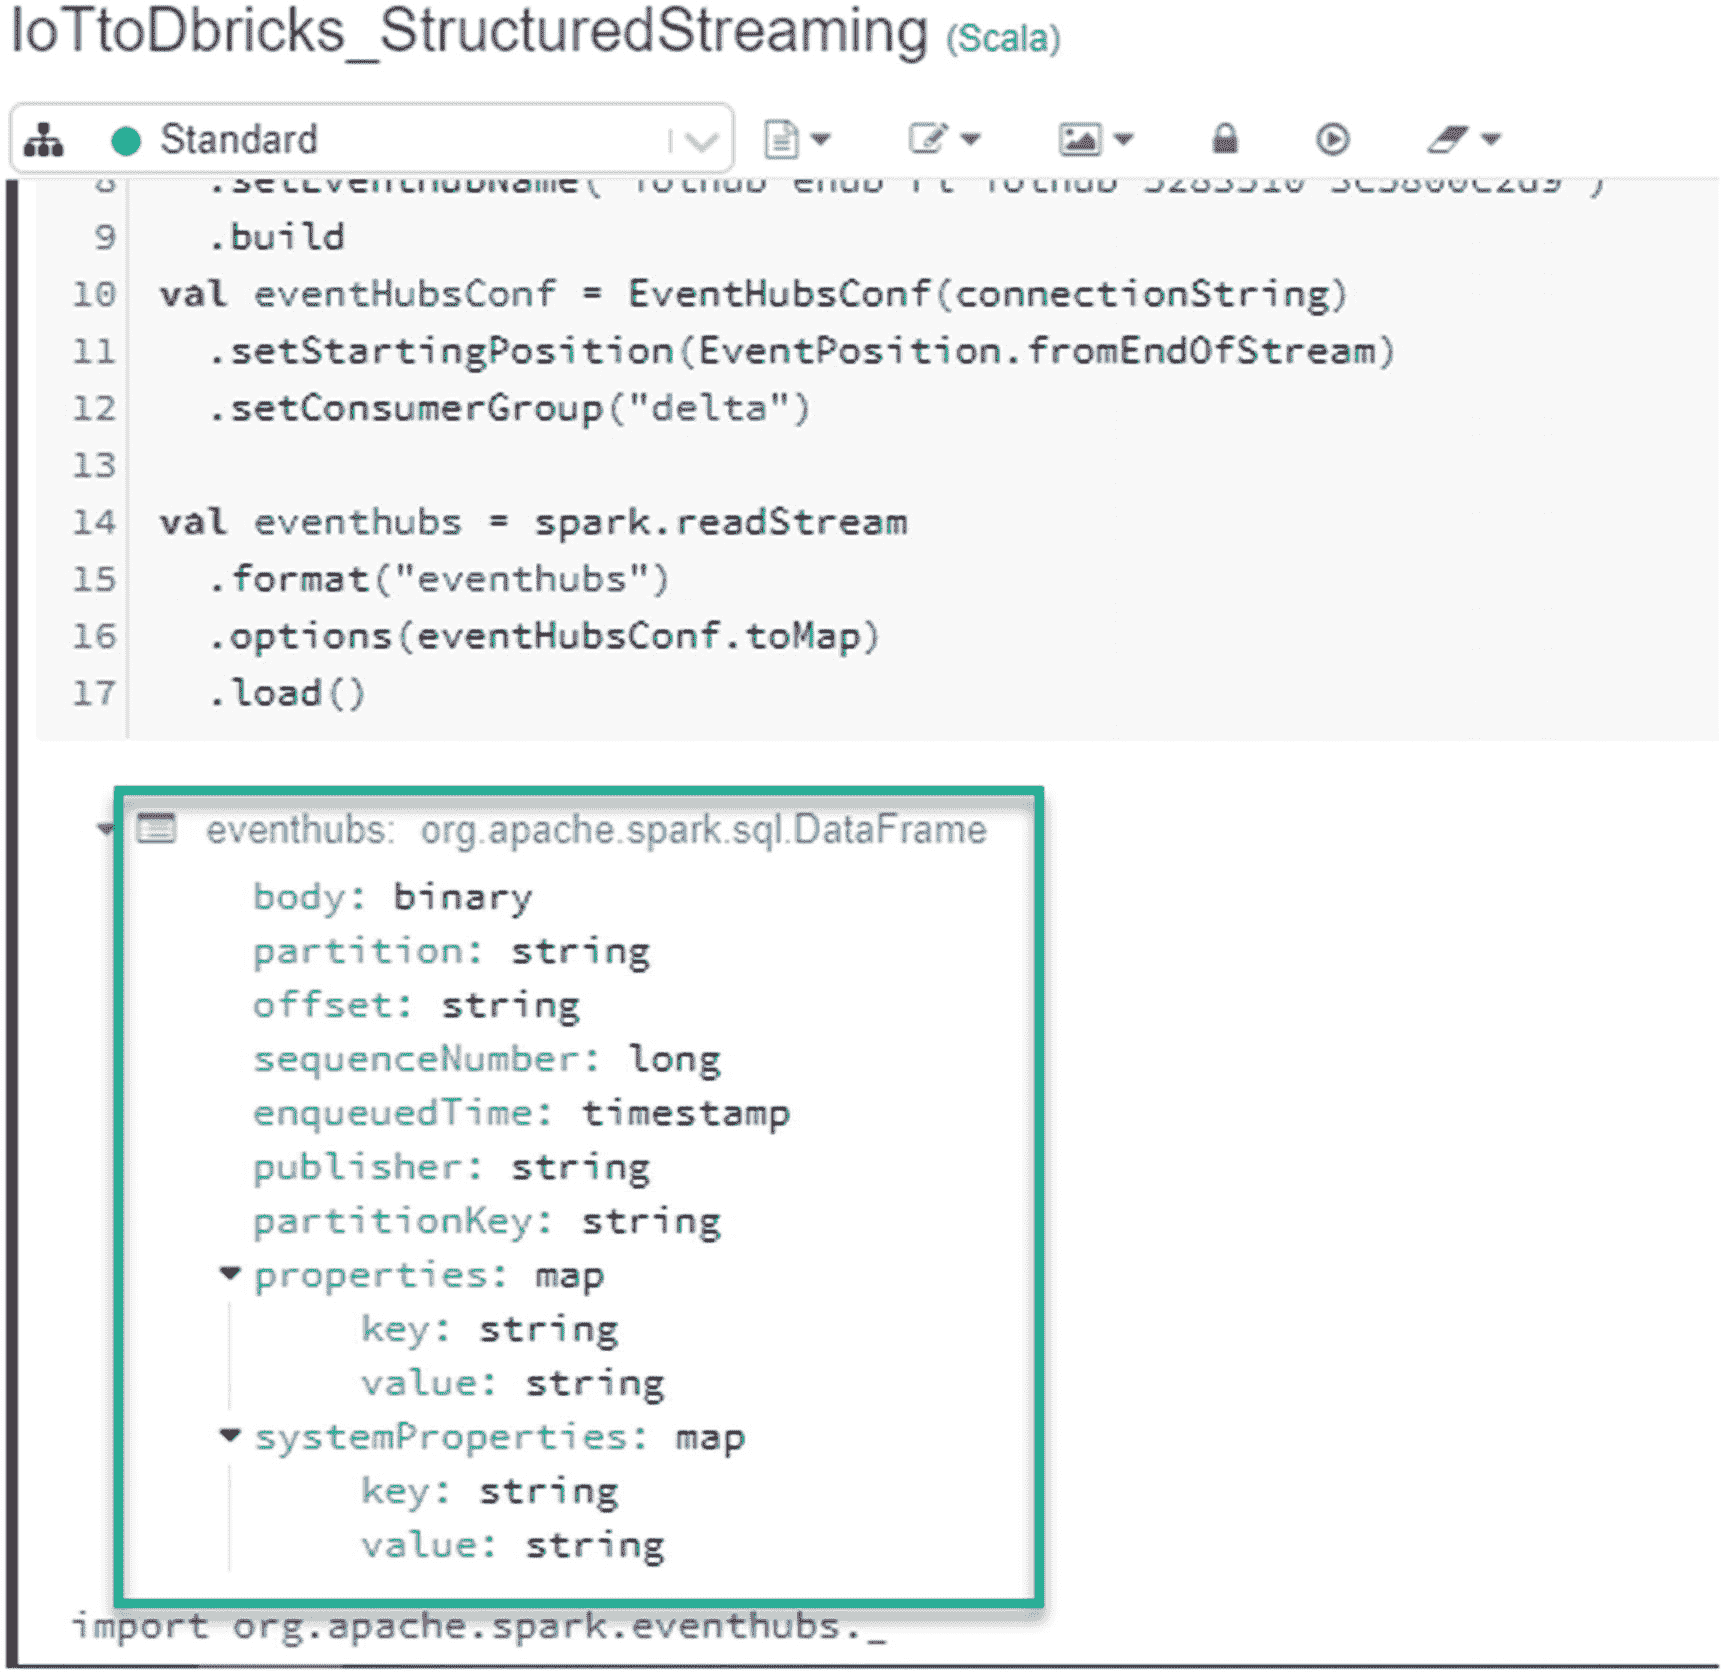 IoTtoDbricks_StructuredStreaming (Scala)
Standard
8 .setEventHubName("iothub-ehub-
9 .build
10 val eventHubsConf = EventHubsConf(connectionString)
11 .setStartingPosition(EventPosition.fromEndOfStream)
12 .setConsumerGroup("delta")
13
14 val eventhubs = spark.readStream
15 .format("eventhubs")
16 .options(eventHubsConf.toMap)
17 .load()
eventhubs: org.apache.spark.sql.DataFrame
body: binary
partition: string
offset: string
sequenceNumber: long
enqueuedTime: timestamp
publisher: string
partitionKey: string
properties: map
key: string
value: string
systemProperties: map
key: string
value: string
import org.apache.spark.eventhubs._